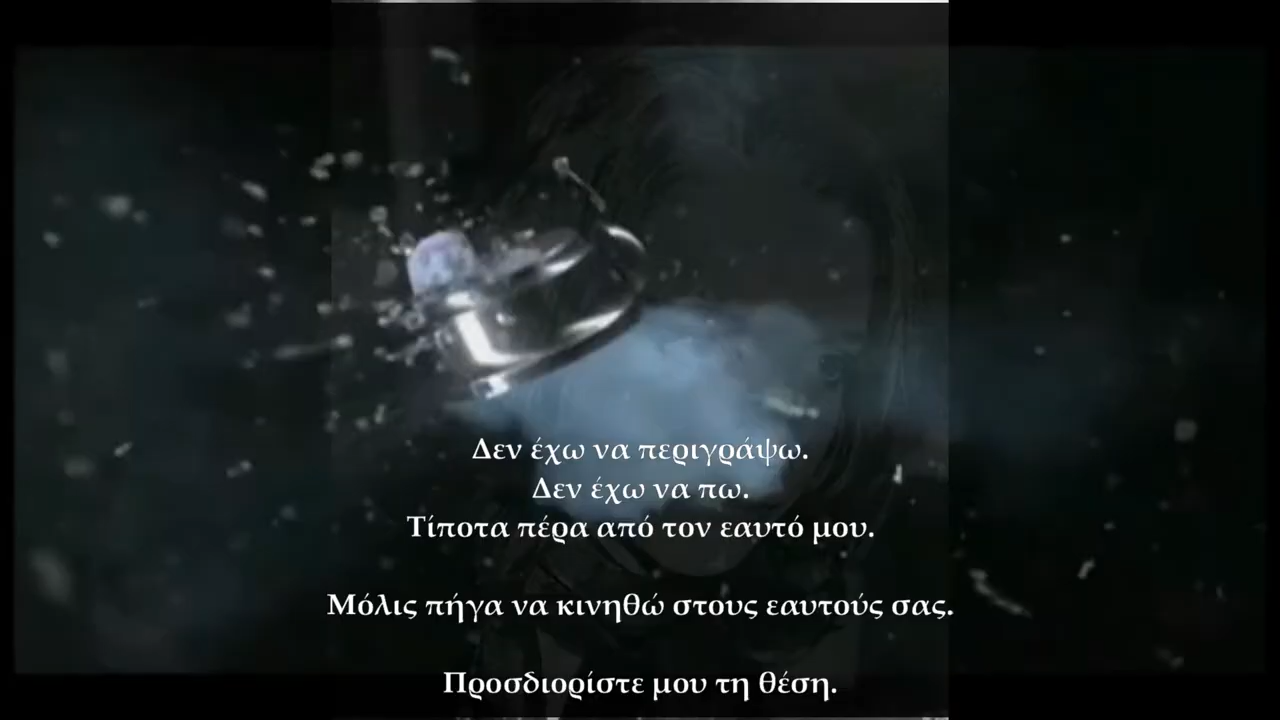 Δεν έχω να περιγράψω.
Δεν έχω να πω.
Τίποτα πέρα από τον εαυτό μου.
Μόλις πήγα να κινηθώ στους εαυτούς σας.
Προσδιορίστε μου τη θέση.